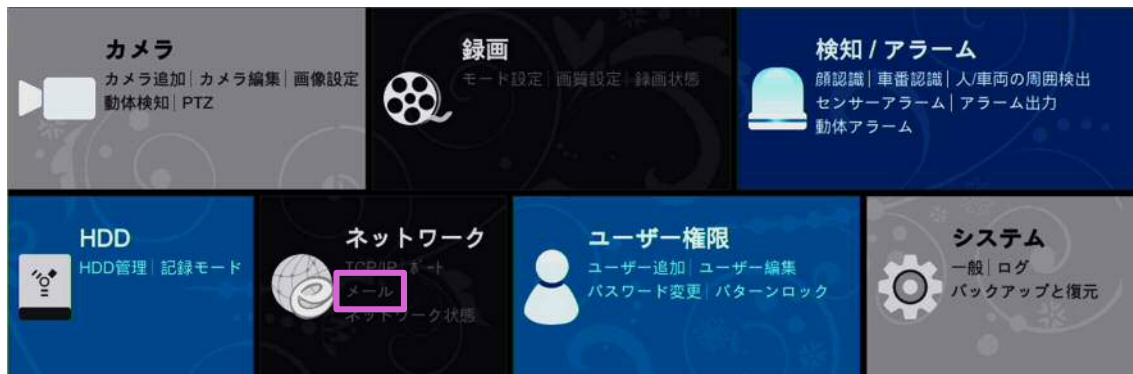 カメラ
カメラ追加 | カメラ編集 | 画像設定
動体検知 | PTZ
録画
モード設定 | 画質設定 | 録画状態
検知 / アラーム
顔認識 | 車番認識 | 人/車両の周囲検出
センサーアラーム | アラーム出力
動体アラーム
HDD
HDD管理 | 記録モード
ネットワーク
TCP/IP | ポート
メール
ネットワーク状態
ユーザー権限
ユーザー追加 | ユーザー編集
パスワード変更 | パターンロック
システム
一般 | ログ
バックアップと復元